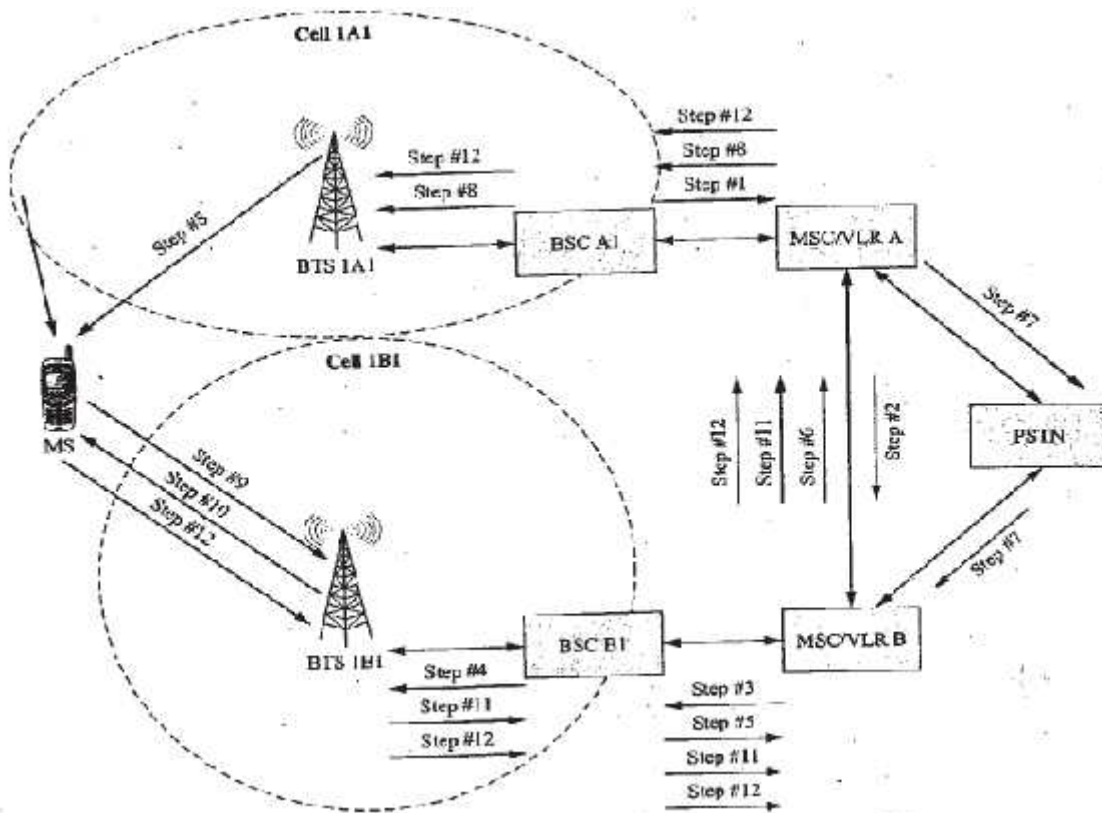 Cell 1A1
Step #12
Step #8
Step #1
Step #12
Step #8
Step #8
BTS 1A1
BSC A1
MSC/VLR A
Step #7
Cell 1B1
MS
Step #9
Step #10
Step #12
Step #12
Step #11
Step #6
Step #2
PSTN
Step #7
BTS 1B1
BSC B1
MSC/VLR B
Step #4
Step #11
Step #12
Step #3
Step #5
Step #11
Step #12